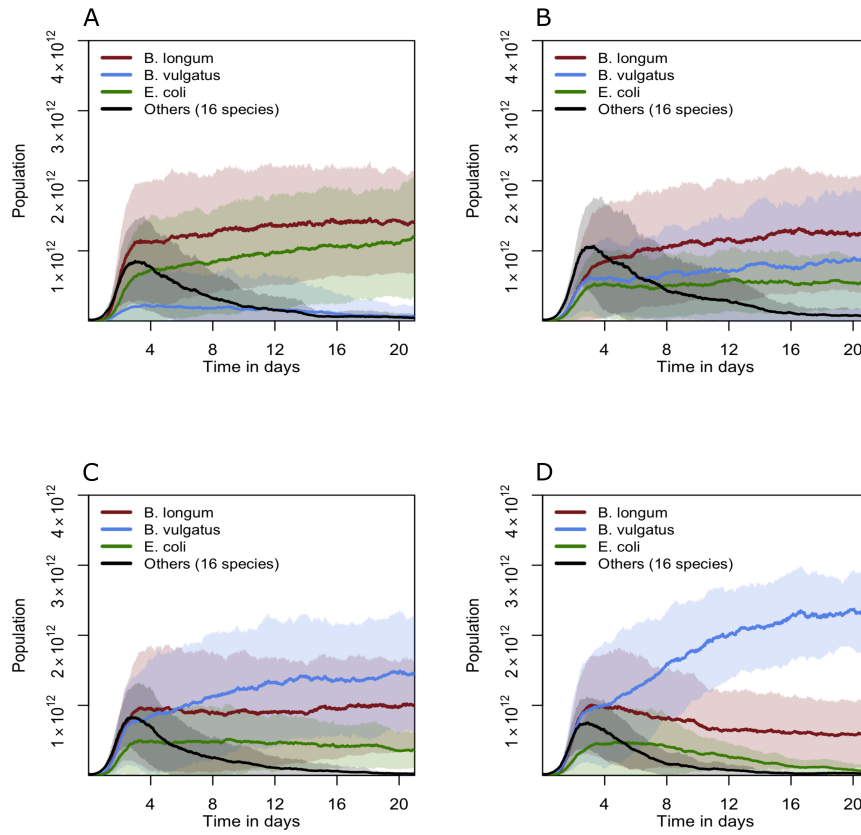 A
B. longum
B. vulgatus
E. coli
Others (16 species)
Population
1×10¹²
2×10¹²
3×10¹²
4×10¹²
4 8 12 16 20
Time in days
B
B. longum
B. vulgatus
E. coli
Others (16 species)
Population
1×10¹²
2×10¹²
3×10¹²
4×10¹²
4 8 12 16 20
Time in days
C
B. longum
B. vulgatus
E. coli
Others (16 species)
Population
1×10¹²
2×10¹²
3×10¹²
4×10¹²
4 8 12 16 20
Time in days
D
B. longum
B. vulgatus
E. coli
Others (16 species)
Population
1×10¹²
2×10¹²
3×10¹²
4×10¹²
4 8 12 16 20
Time in days